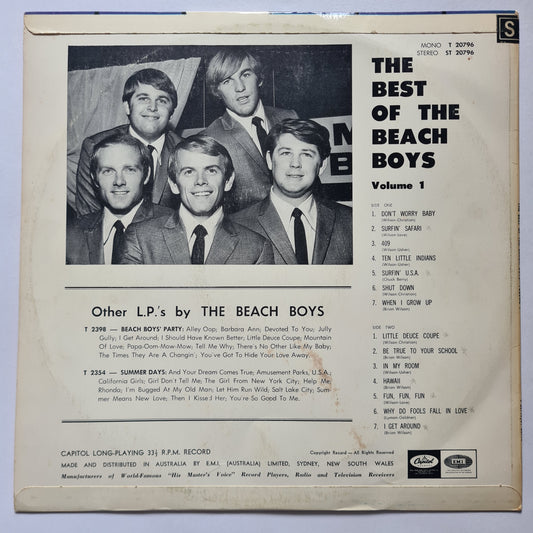 S
MONO T 20796
STEREO ST 20796
THE
BEST
OF THE
BEACH
BOYS
Volume 1
SIDE ONE
1. DON'T WORRY BABY
(Wilson-Christian)
2. SURFIN' SAFARI
(Wilson-Love)
3. 409
(Wilson-Usher)
4. TEN LITTLE INDIANS
(Wilson-Usher)
5. SURFIN' U.S.A.
(Chuck Berry)
6. SHUT DOWN
(Wilson-Christian)
7. WHEN I GROW UP
(Brian Wilson)
SIDE TWO
1. LITTLE DEUCE COUPE
(Wilson-Christian)
2. BE TRUE TO YOUR SCHOOL
(Brian Wilson)
3. IN MY ROOM
(Wilson-Usher)
4. HAWAII
(Brian Wilson)
5. FUN, FUN, FUN
6. WHY DO FOOLS FALL IN LOVE
7. I GET AROUND
(Brian Wilson)
Other L.P.'s by THE BEACH BOYS
T 2398 — BEACH BOYS' PARTY: Alley Oop; Barbara Ann; Devoted To You; Jully
Gully; I Get Around; I Should Have Known Better; Little Deuce Coupe; Mountain
Of Love; Papa-Oom-Mow-Mow; Tell Me Why; There's No Other Like My Baby;
The Times They Are A Changin'; You've Got To Hide Your Love Away.
T 2354 — SUMMER DAYS: And Your Dream Comes True; Amusement Parks, U.S.A.;
California Girls; Girl Don't Tell Me; The Girl From New York City; Help Me,
Rhonda; I'm Bugged At My Old Man; Let Him Run Wild; Salt Lake City; Sum-
mer Means New Love; Then I Kissed Her; You're So Good To Me.
CAPITOL LONG-PLAYING 33⅓ R.P.M. RECORD
Copyright Record — All Rights Reserved
MADE AND DISTRIBUTED IN AUSTRALIA BY E.M.I. (AUSTRALIA) LIMITED, SYDNEY, NEW SOUTH WALES
Manufacturers of World-Famous "His Master's Voice" Record Players, Radio and Television Receivers
Capitol
EMI